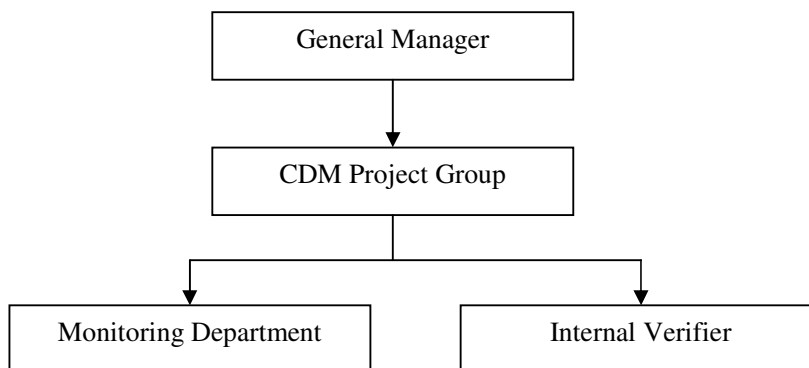 General Manager
CDM Project Group
Monitoring Department
Internal Verifier